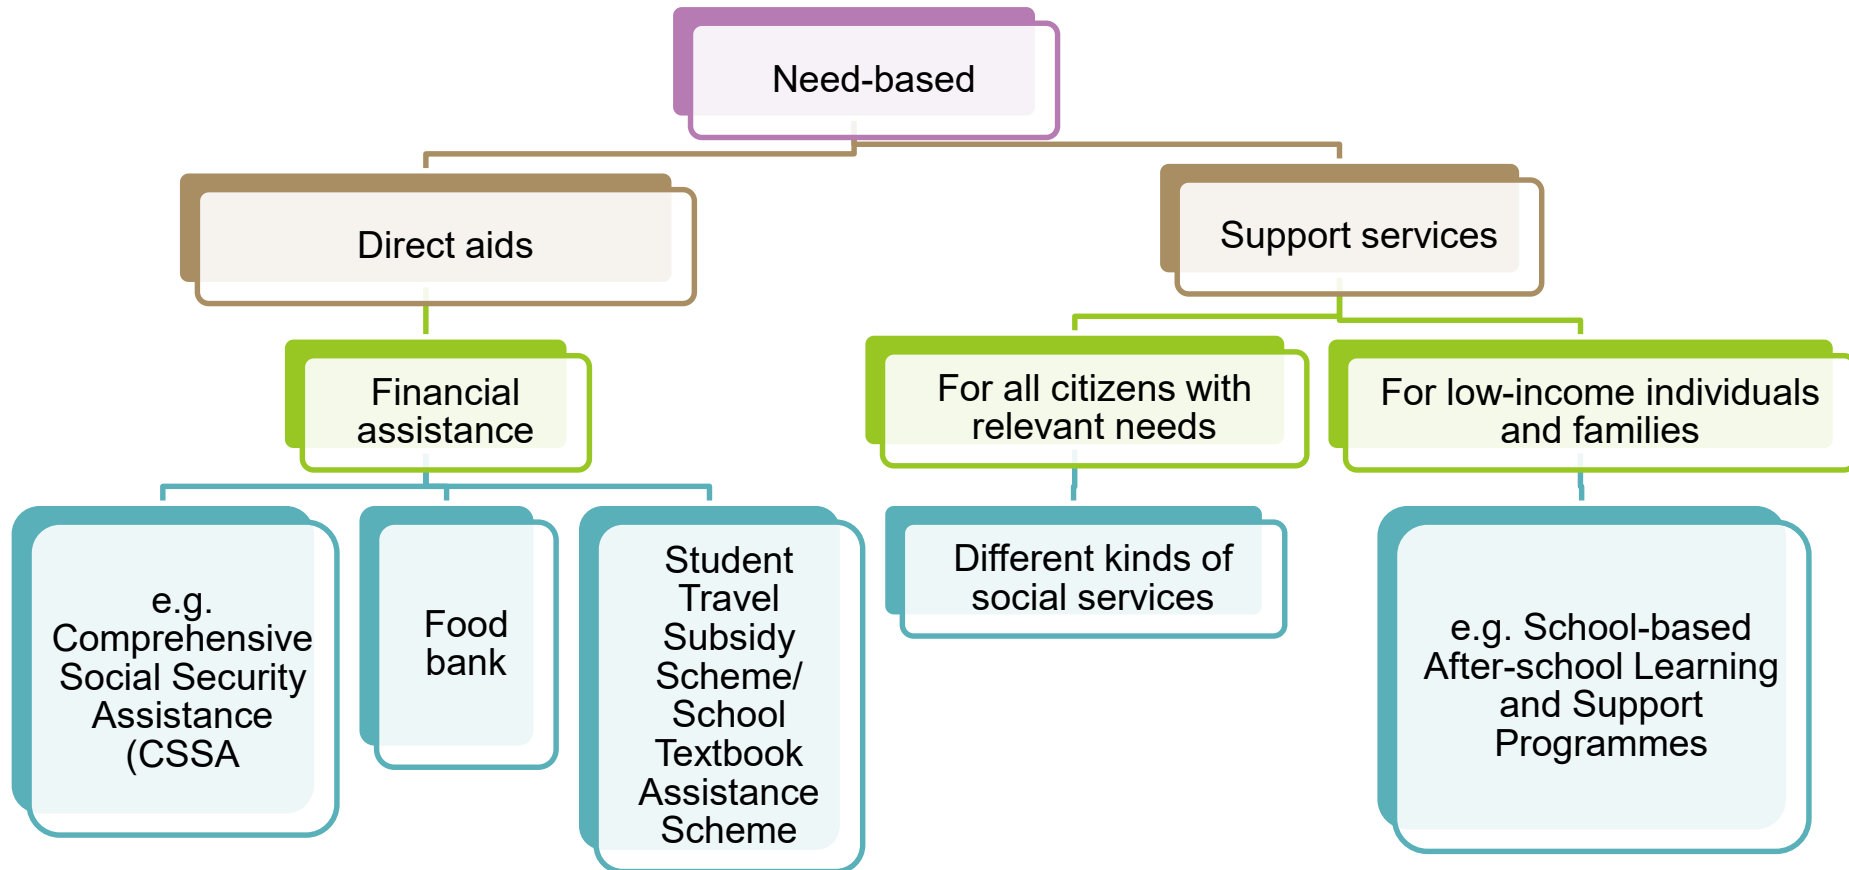 Need-based
Direct aids
Support services
Financial
assistance
For all citizens with
relevant needs
For low-income individuals
and families
e.g.
Comprehensive
Social Security
Assistance
(CSSA
Food
bank
Student
Travel
Subsidy
Scheme/
School
Textbook
Assistance
Scheme
Different kinds of
social services
e.g. School-based
After-school Learning
and Support
Programmes